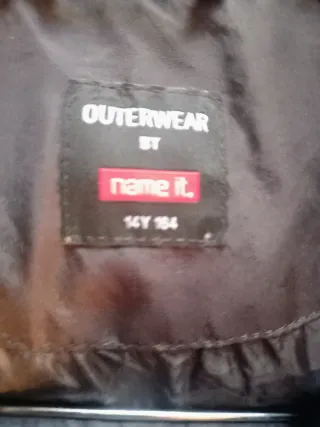 OUTERWEAR
BY
name it.
14Y 164